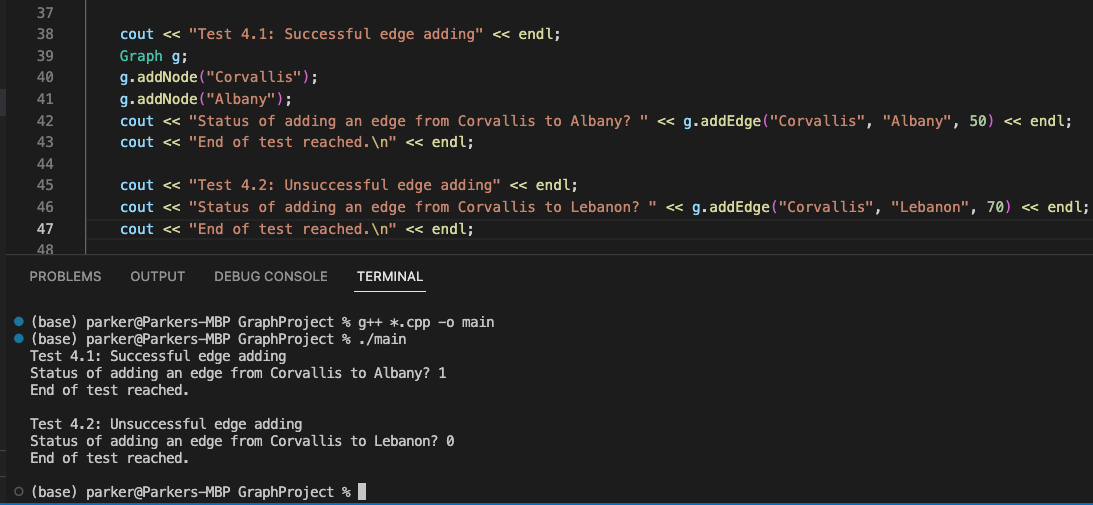 37
38 cout << "Test 4.1: Successful edge adding" << endl;
39 Graph g;
40 g.addNode("Corvallis");
41 g.addNode("Albany");
42 cout << "Status of adding an edge from Corvallis to Albany? " << g.addEdge("Corvallis", "Albany", 50) << endl;
43 cout << "End of test reached.\n" << endl;
44
45 cout << "Test 4.2: Unsuccessful edge adding" << endl;
46 cout << "Status of adding an edge from Corvallis to Lebanon? " << g.addEdge("Corvallis", "Lebanon", 70) << endl;
47 cout << "End of test reached.\n" << endl;
48
PROBLEMS OUTPUT DEBUG CONSOLE TERMINAL
(base) parker@Parkers-MBP GraphProject % g++ *.cpp -o main
(base) parker@Parkers-MBP GraphProject % ./main
Test 4.1: Successful edge adding
Status of adding an edge from Corvallis to Albany? 1
End of test reached.
Test 4.2: Unsuccessful edge adding
Status of adding an edge from Corvallis to Lebanon? 0
End of test reached.
(base) parker@Parkers-MBP GraphProject %